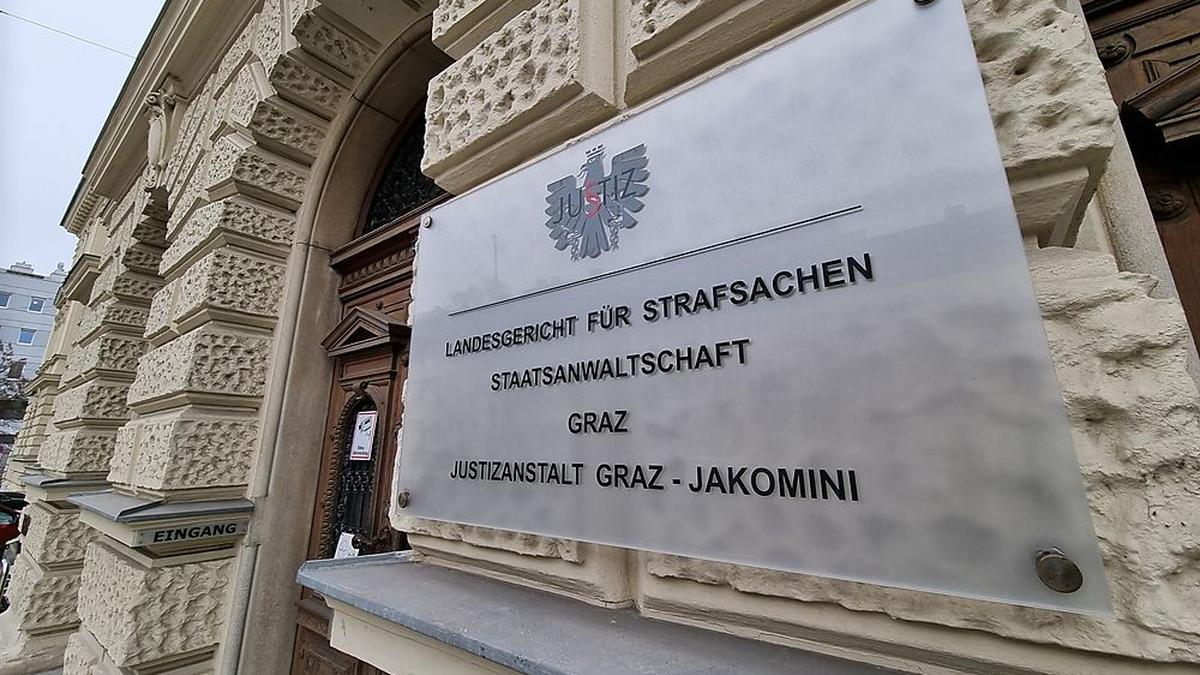 JUSTIZ
LANDESGERICHT FÜR STRAFSACHEN
STAATSANWALTSCHAFT
GRAZ
JUSTIZANSTALT GRAZ - JAKOMINI
EINGANG